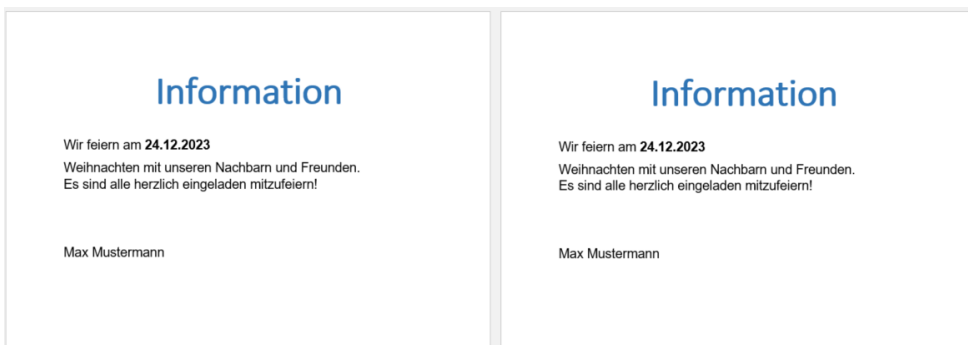 Information
Wir feiern am 24.12.2023
Weihnachten mit unseren Nachbarn und Freunden.
Es sind alle herzlich eingeladen mitzufeiern!
Max Mustermann
Information
Wir feiern am 24.12.2023
Weihnachten mit unseren Nachbarn und Freunden.
Es sind alle herzlich eingeladen mitzufeiern!
Max Mustermann